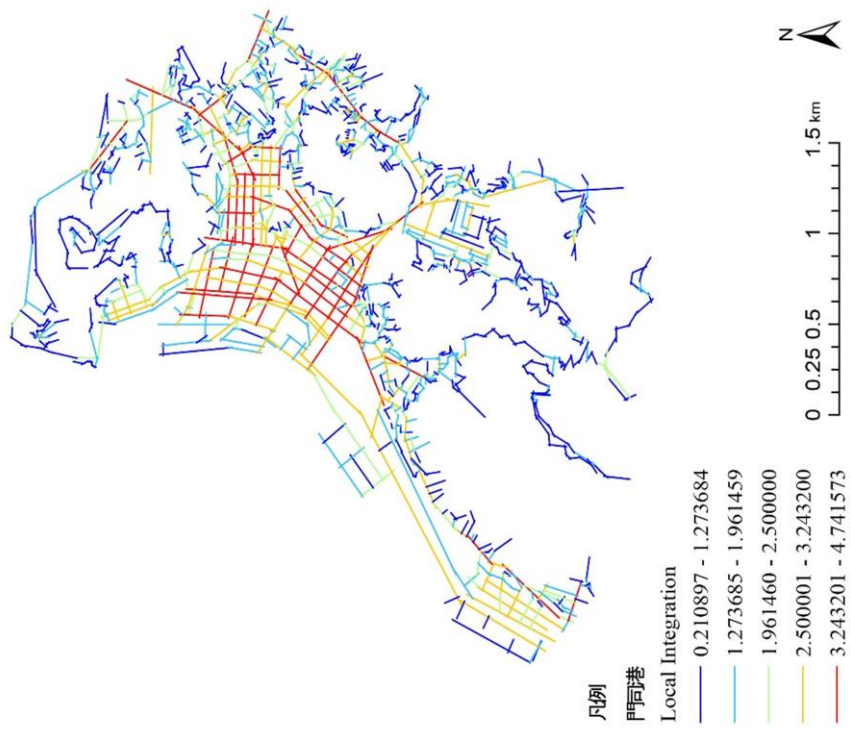 凡例
門司港
Local Integration
0.210897 - 1.273684
1.273685 - 1.961459
1.961460 - 2.500000
2.500001 - 3.243200
3.243201 - 4.741573
0 0.25 0.5 1 1.5 km
N